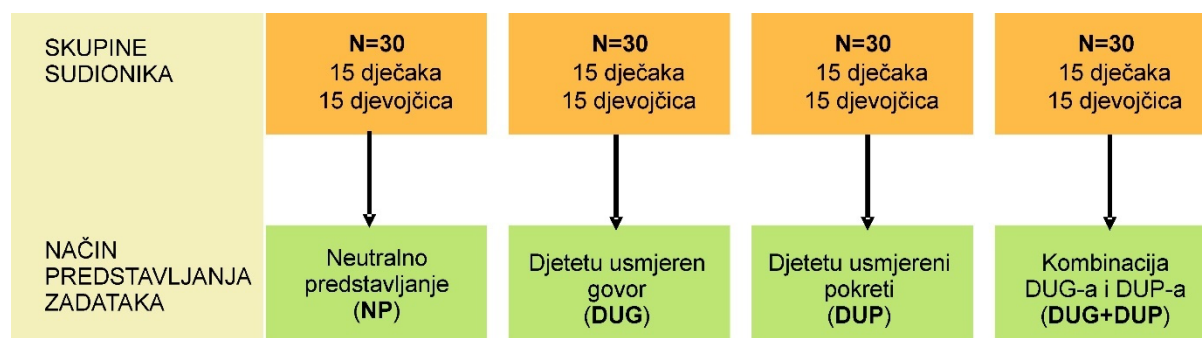 SKUPINE
SUDIONIKA
N=30
15 dječaka
15 djevojčica
N=30
15 dječaka
15 djevojčica
N=30
15 dječaka
15 djevojčica
N=30
15 dječaka
15 djevojčica
NAČIN
PREDSTAVLJANJA
ZADATAKA
Neutralno
predstavljanje
(NP)
Djetetu usmjeren
govor
(DUG)
Djetetu usmjereni
pokreti
(DUP)
Kombinacija
DUG-a i DUP-a
(DUG+DUP)